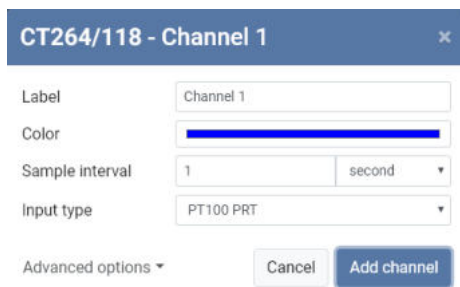 CT264/118 - Channel 1 ×
Label Channel 1
Color
Sample interval 1 second
Input type PT100 PRT
Advanced options Cancel Add channel